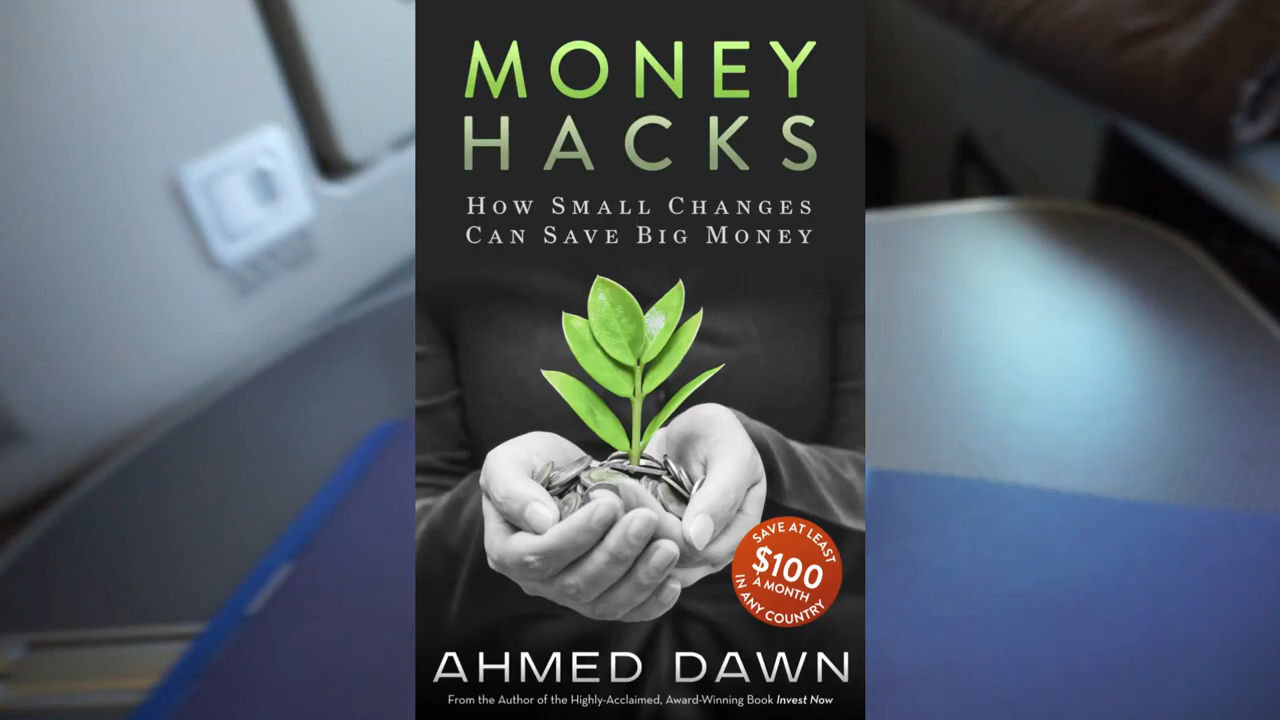 MONEY
HACKS
HOW SMALL CHANGES
CAN SAVE BIG MONEY
SAVE AT LEAST
$100
A MONTH
IN ANY COUNTRY
AHMED DAWN
From the Author of the Highly-Acclaimed, Award-Winning Book Invest Now